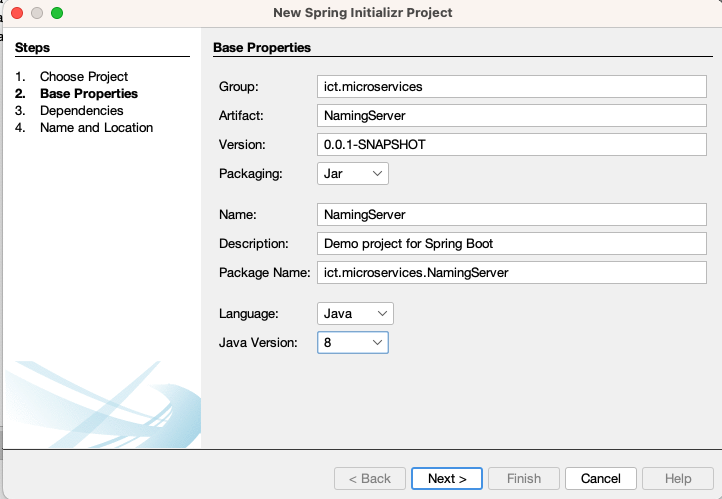 New Spring Initializr Project
Steps
1. Choose Project
2. Base Properties
3. Dependencies
4. Name and Location
Base Properties
Group: ict.microservices
Artifact: NamingServer
Version: 0.0.1-SNAPSHOT
Packaging: Jar
Name: NamingServer
Description: Demo project for Spring Boot
Package Name: ict.microservices.NamingServer
Language: Java
Java Version: 8
< Back Next > Finish Cancel Help